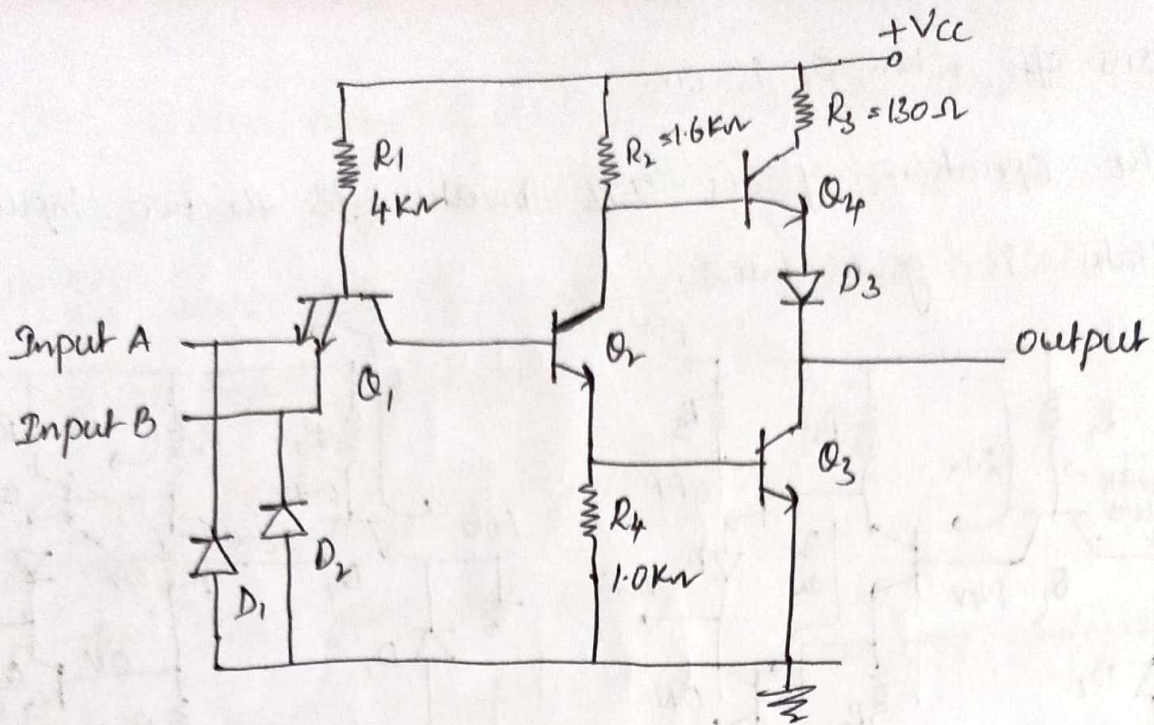 +Vcc
R1
4KΩ
R2 = 1.6KΩ
R3 = 130Ω
Q4
D3
Input A
Q1
Q2
output
Input B
Q3
R4
1.0KΩ
D1
D2